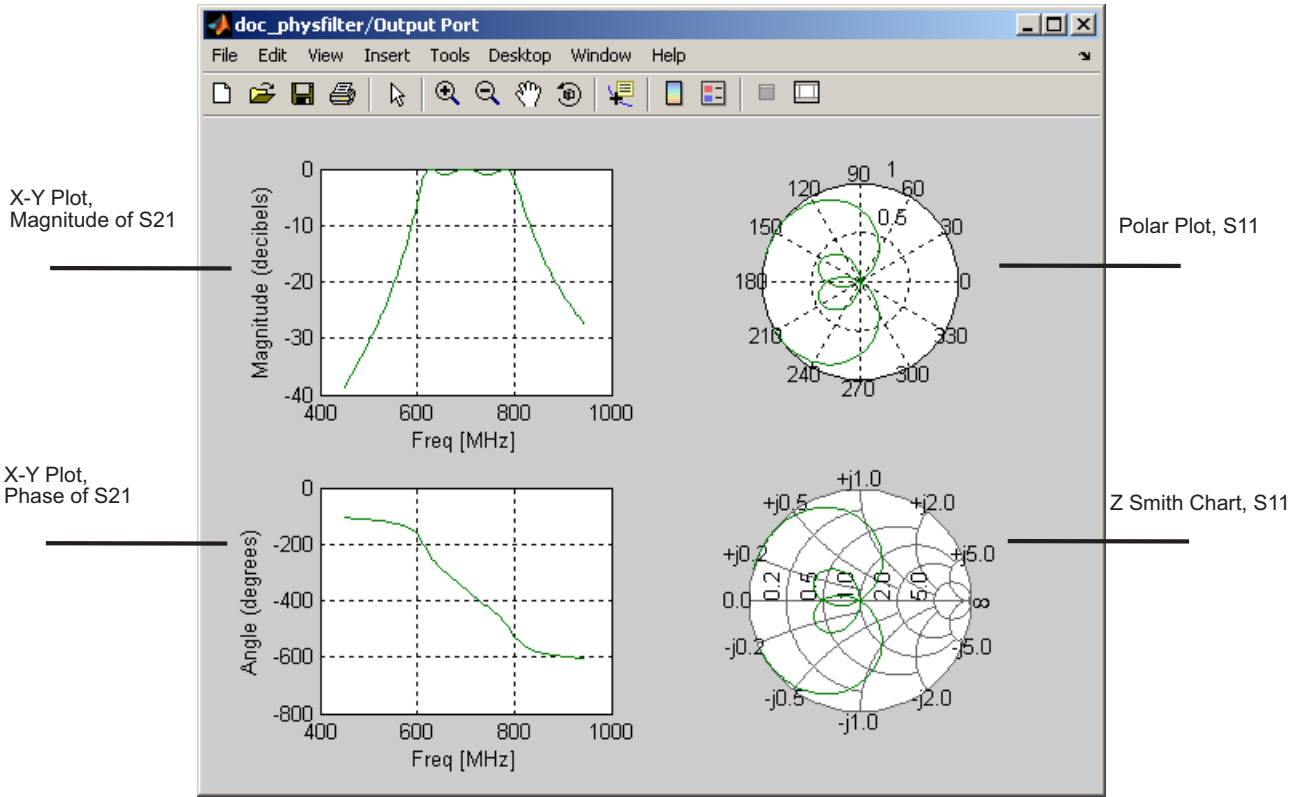 doc_physfilter/Output Port
File Edit View Insert Tools Desktop Window Help
X-Y Plot,
Magnitude of S21
0
-10
-20
-30
-40
Magnitude (decibels)
400 600 800 1000
Freq [MHz]
90 1
120 60
0.5
150 30
180 0
210 330
240 300
270
Polar Plot, S11
X-Y Plot,
Phase of S21
0
-200
-400
-600
-800
Angle (degrees)
400 600 800 1000
Freq [MHz]
+j1.0
+j0.5 +j2.0
+j0.2 +j5.0
0.0 0.2 0.5 1.0 2.0 5.0 ∞
-j0.2 -j5.0
-j0.5 -j2.0
-j1.0
Z Smith Chart, S11